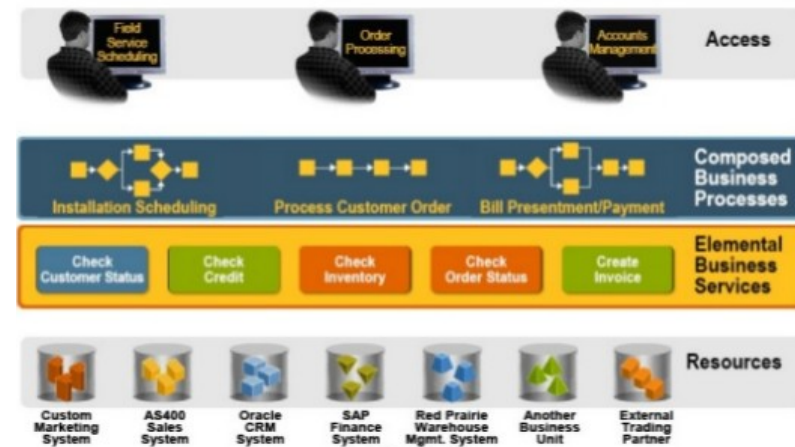 Field
Service
Scheduling
Order
Processing
Accounts
Management
Access
Installation Scheduling
Process Customer Order
Bill Presentment/Payment
Composed
Business
Processes
Check
Customer Status
Check
Credit
Check
Inventory
Check
Order Status
Create
Invoice
Elemental
Business
Services
Resources
Custom
Marketing
System
AS400
Sales
System
Oracle
CRM
System
SAP
Finance
System
Red Prairie
Warehouse
Mgmt. System
Another
Business
Unit
External
Trading
Partner